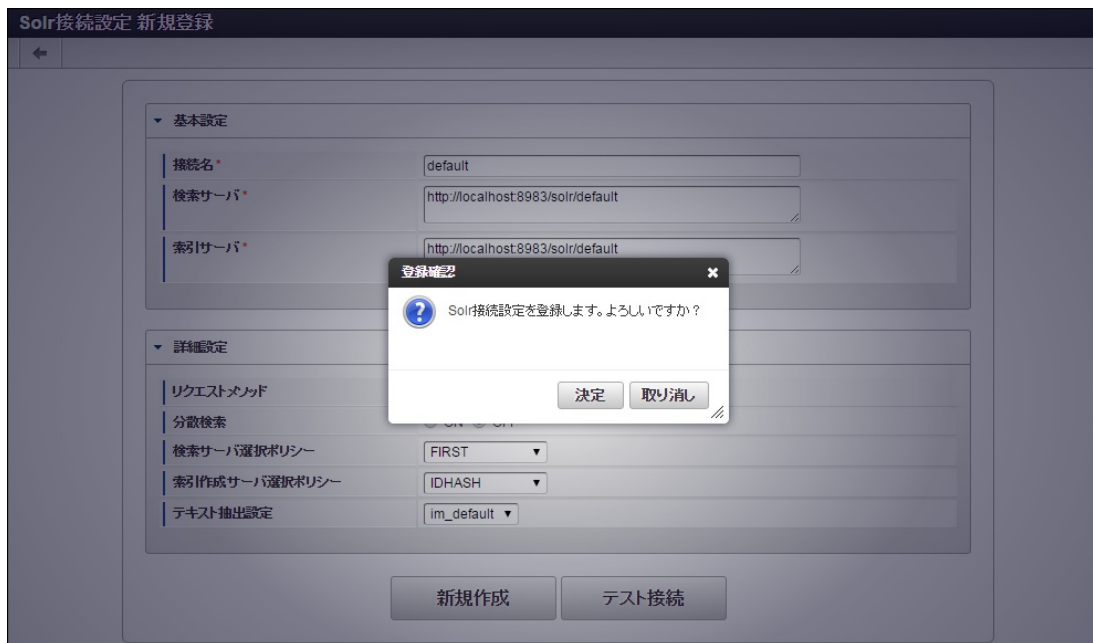 Solr接続設定 新規登録
基本設定
接続名*
default
検索サーバ*
http://localhost:8983/solr/default
索引サーバ*
http://localhost:8983/solr/default
登録確認
Solr接続設定を登録します。よろしいですか？
決定 取り消し
詳細設定
リクエストメソッド
分散検索
検索サーバ選択ポリシー
FIRST
索引作成サーバ選択ポリシー
IDHASH
テキスト抽出設定
im_default
新規作成 テスト接続